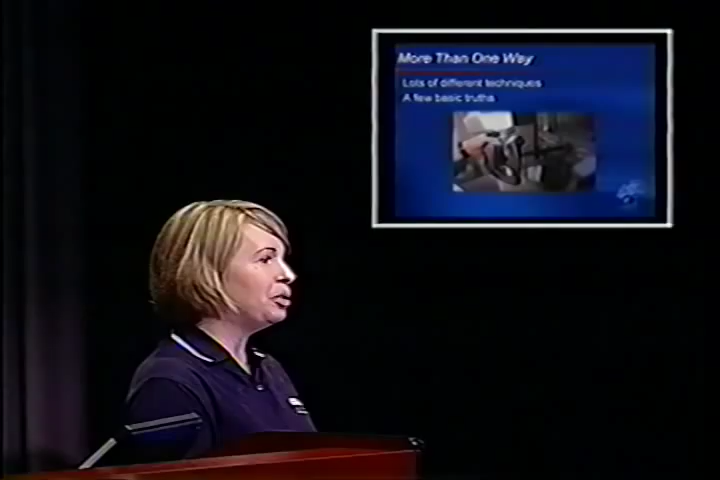 More Than One Way
Lots of different techniques
A few basic truths